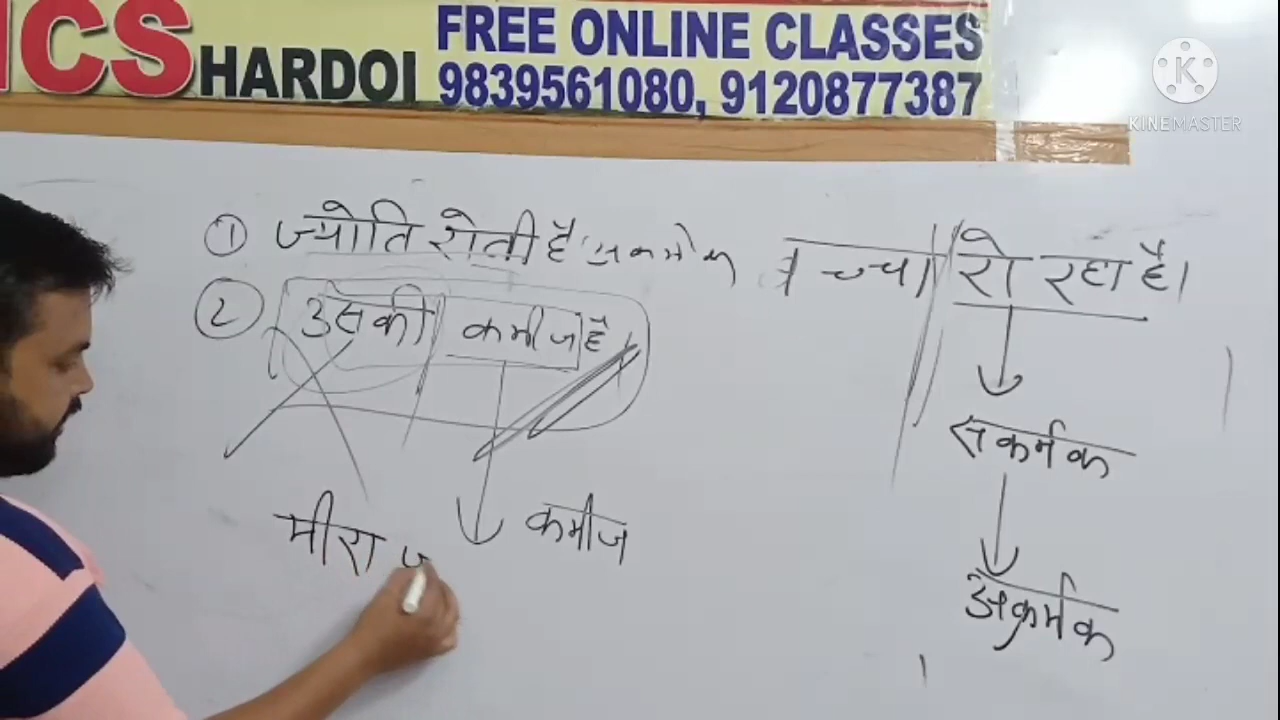 ICS HARDOI
FREE ONLINE CLASSES
9839561080, 9120877387
KINEMASTER
① ज्योति रोती है
② उसकी कमीज है
मीरा
कमीज
बच्चा रो रहा है।
सकर्मक
अकर्मक